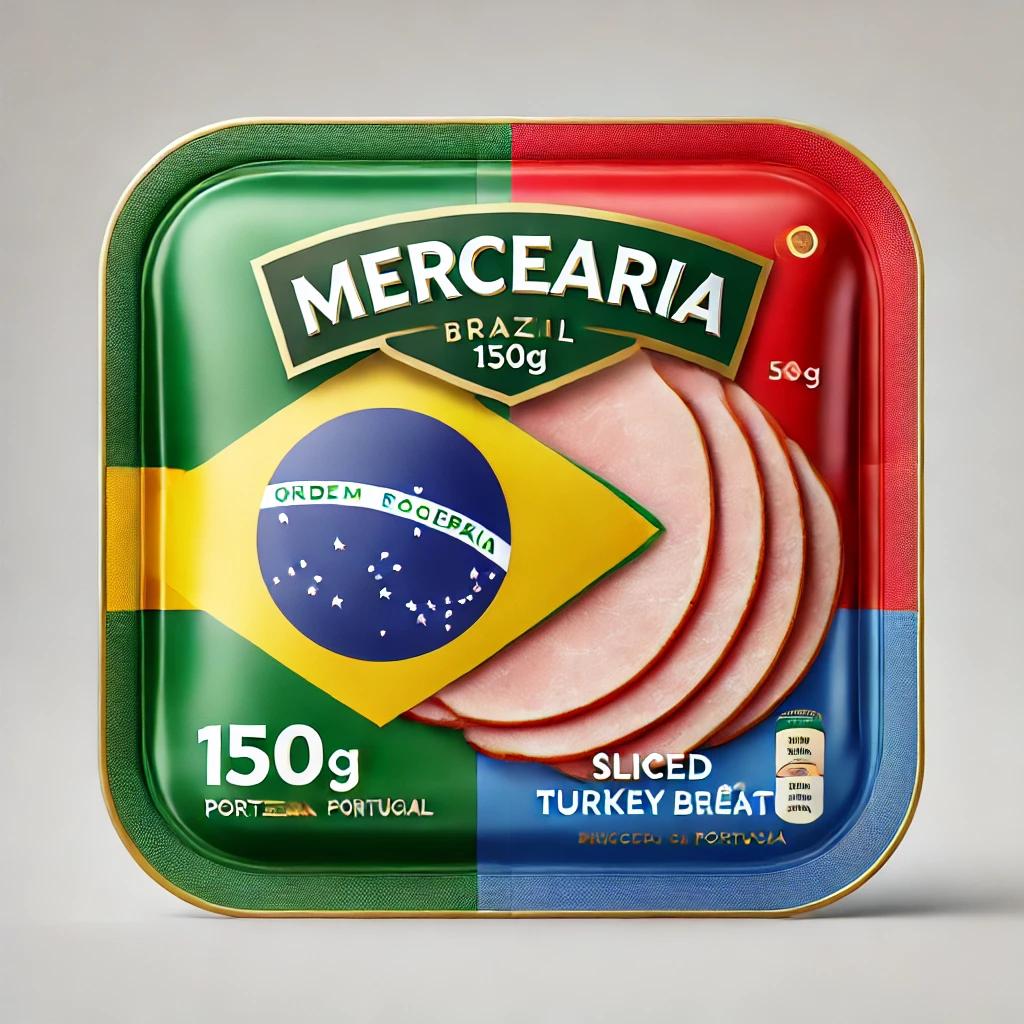 MERCEARIA
BRAZIL
150g
50g
ORDEM
150g
PORTUGAL
SLICED
TURKEY BREAT